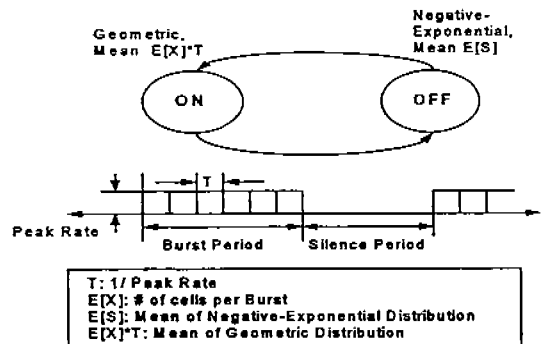 Geometric,
Mean E[X]*T
Negative-
Exponential,
Mean E[S]
ON
OFF
T
Peak Rate
Burst Period
Silence Period
T: 1/ Peak Rate
E[X]: # of cells per Burst
E[S]: Mean of Negative-Exponential Distribution
E[X]*T: Mean of Geometric Distribution